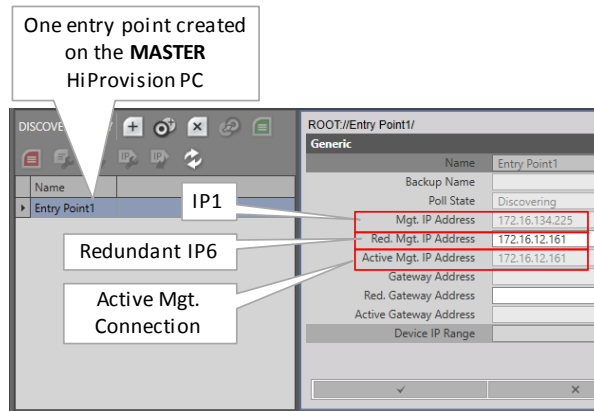 One entry point created
on the MASTER
HiProvision PC
DISCOVE
ROOT://Entry Point1/
Generic
Name Entry Point1
Backup Name
Poll State Discovering
Mgt. IP Address 172.16.134.225
Red. Mgt. IP Address 172.16.12.161
Active Mgt. IP Address 172.16.12.161
Gateway Address
Red. Gateway Address
Active Gateway Address
Device IP Range
IP IP
Name
Entry Point1
IP1
Redundant IP6
Active Mgt.
Connection